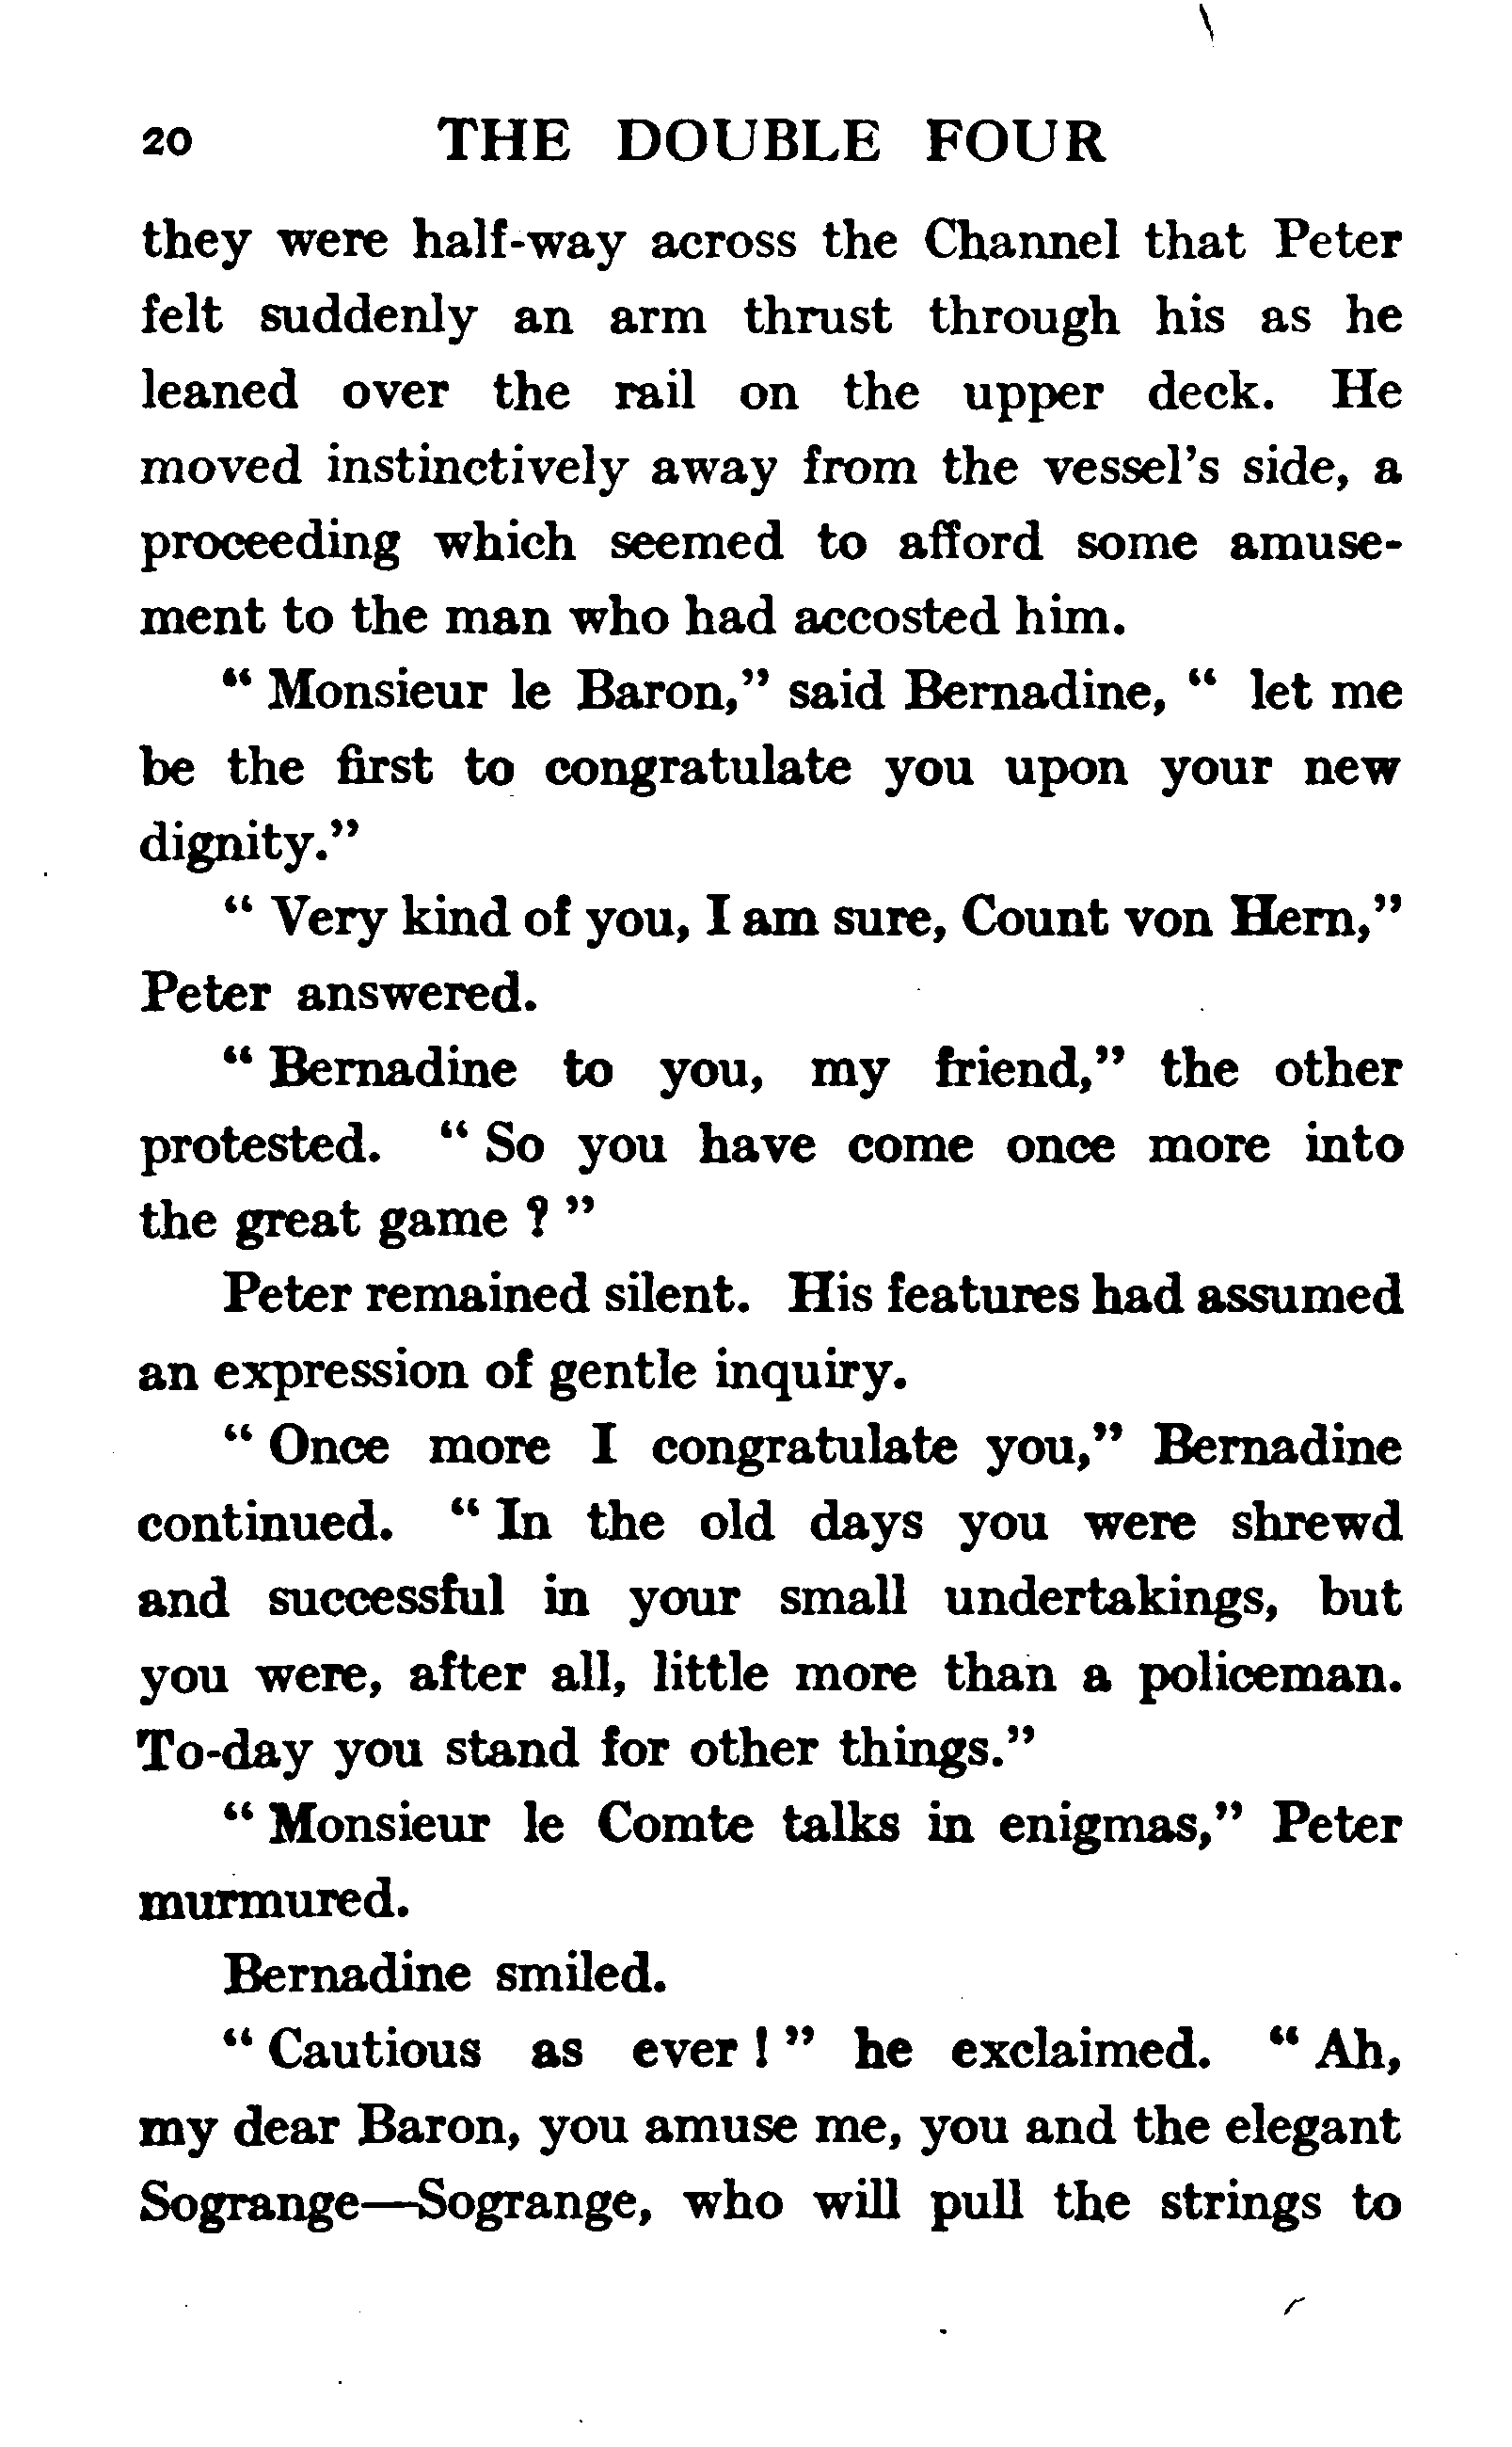 20 THE DOUBLE FOUR
they were half-way across the Channel that Peter
felt suddenly an arm thrust through his as he
leaned over the rail on the upper deck. He
moved instinctively away from the vessel's side, a
proceeding which seemed to afford some amuse-
ment to the man who had accosted him.
“ Monsieur le Baron,” said Bernadine, “ let me
be the first to congratulate you upon your new
dignity.”
“ Very kind of you, I am sure, Count von Hern,”
Peter answered.
“ Bernadine to you, my friend,” the other
protested. “ So you have come once more into
the great game ? ”
Peter remained silent. His features had assumed
an expression of gentle inquiry.
“ Once more I congratulate you,” Bernadine
continued. “ In the old days you were shrewd
and successful in your small undertakings, but
you were, after all, little more than a policeman.
To-day you stand for other things.”
“ Monsieur le Comte talks in enigmas,” Peter
murmured.
Bernadine smiled.
“ Cautious as ever ! ” he exclaimed. “ Ah,
my dear Baron, you amuse me, you and the elegant
Sogrange—Sogrange, who will pull the strings to